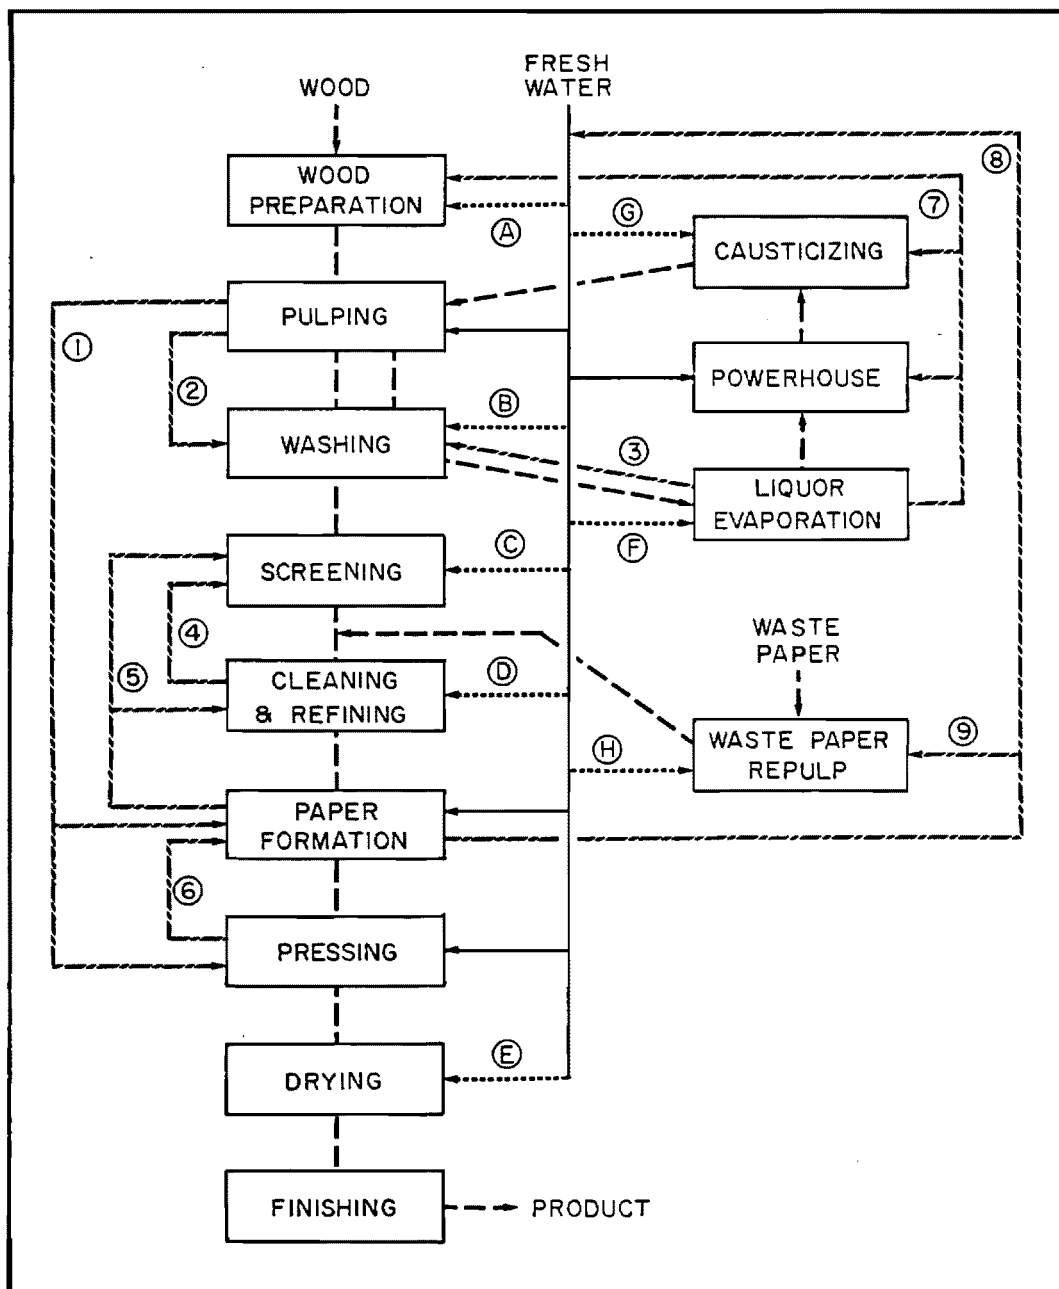 WOOD
FRESH
WATER
WOOD
PREPARATION
A
G
7
8
CAUSTICIZING
PULPING
1
2
POWERHOUSE
B
WASHING
3
LIQUOR
EVAPORATION
F
C
SCREENING
4
5
WASTE
PAPER
CLEANING
& REFINING
D
WASTE PAPER
REPULP
9
H
PAPER
FORMATION
6
PRESSING
E
DRYING
FINISHING
PRODUCT